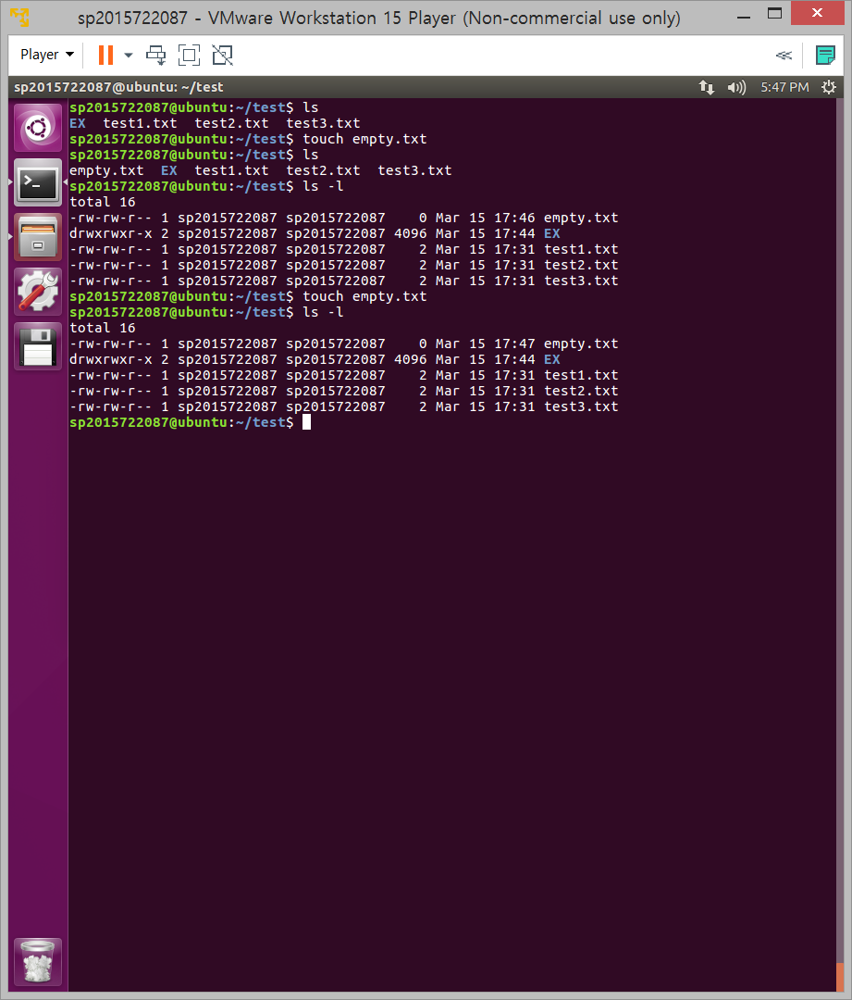 sp2015722087 - VMware Workstation 15 Player (Non-commercial use only)
Player
sp2015722087@ubuntu: ~/test
5:47 PM
sp2015722087@ubuntu:~/test$ ls
EX  test1.txt  test2.txt  test3.txt
sp2015722087@ubuntu:~/test$ touch empty.txt
sp2015722087@ubuntu:~/test$ ls
empty.txt  EX  test1.txt  test2.txt  test3.txt
sp2015722087@ubuntu:~/test$ ls -l
total 16
-rw-rw-r-- 1 sp2015722087 sp2015722087    0 Mar 15 17:46 empty.txt
drwxrwxr-x 2 sp2015722087 sp2015722087 4096 Mar 15 17:44 EX
-rw-rw-r-- 1 sp2015722087 sp2015722087    2 Mar 15 17:31 test1.txt
-rw-rw-r-- 1 sp2015722087 sp2015722087    2 Mar 15 17:31 test2.txt
-rw-rw-r-- 1 sp2015722087 sp2015722087    2 Mar 15 17:31 test3.txt
sp2015722087@ubuntu:~/test$ touch empty.txt
sp2015722087@ubuntu:~/test$ ls -l
total 16
-rw-rw-r-- 1 sp2015722087 sp2015722087    0 Mar 15 17:47 empty.txt
drwxrwxr-x 2 sp2015722087 sp2015722087 4096 Mar 15 17:44 EX
-rw-rw-r-- 1 sp2015722087 sp2015722087    2 Mar 15 17:31 test1.txt
-rw-rw-r-- 1 sp2015722087 sp2015722087    2 Mar 15 17:31 test2.txt
-rw-rw-r-- 1 sp2015722087 sp2015722087    2 Mar 15 17:31 test3.txt
sp2015722087@ubuntu:~/test$